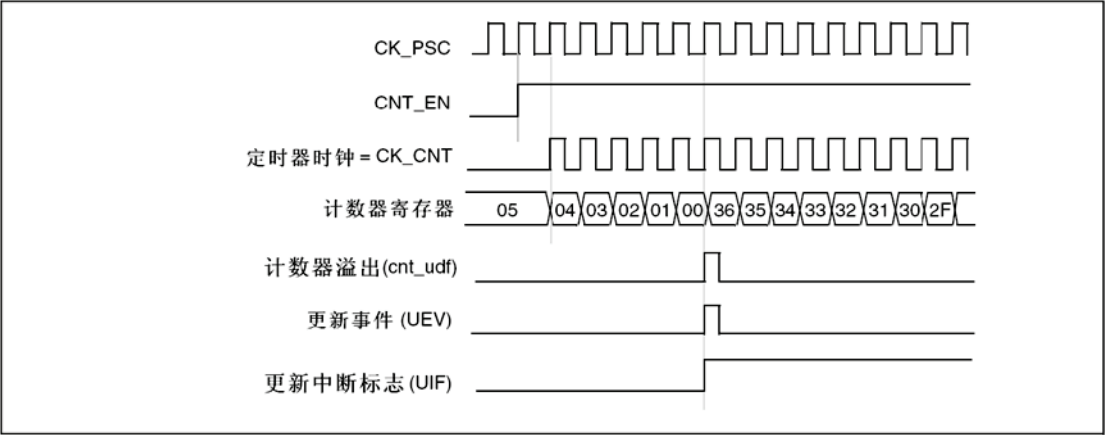 CK_PSC
CNT_EN
定时器时钟 = CK_CNT
计数器寄存器 05 04 03 02 01 00 36 35 34 33 32 31 30 2F
计数器溢出(cnt_udf)
更新事件 (UEV)
更新中断标志 (UIF)